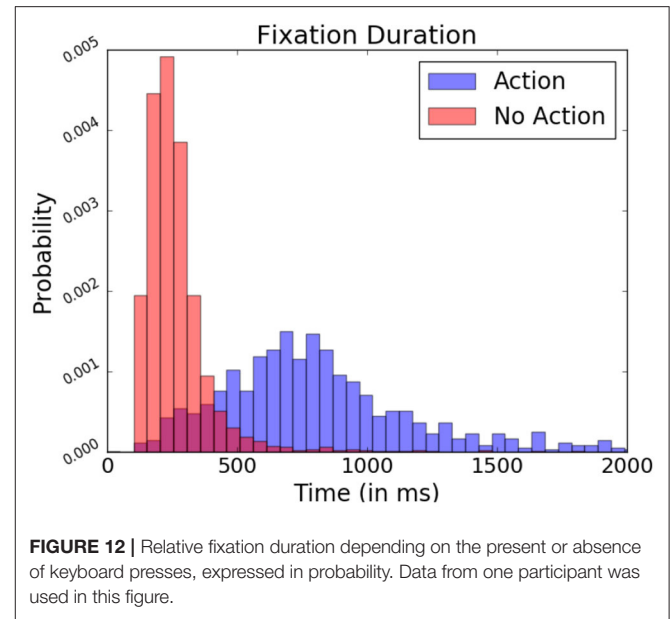 Fixation Duration
0.005
0.004
0.003
0.002
0.001
0.000
Probability
Action
No Action
0 500 1000 1500 2000
Time (in ms)
FIGURE 12 | Relative fixation duration depending on the present or absence
of keyboard presses, expressed in probability. Data from one participant was
used in this figure.